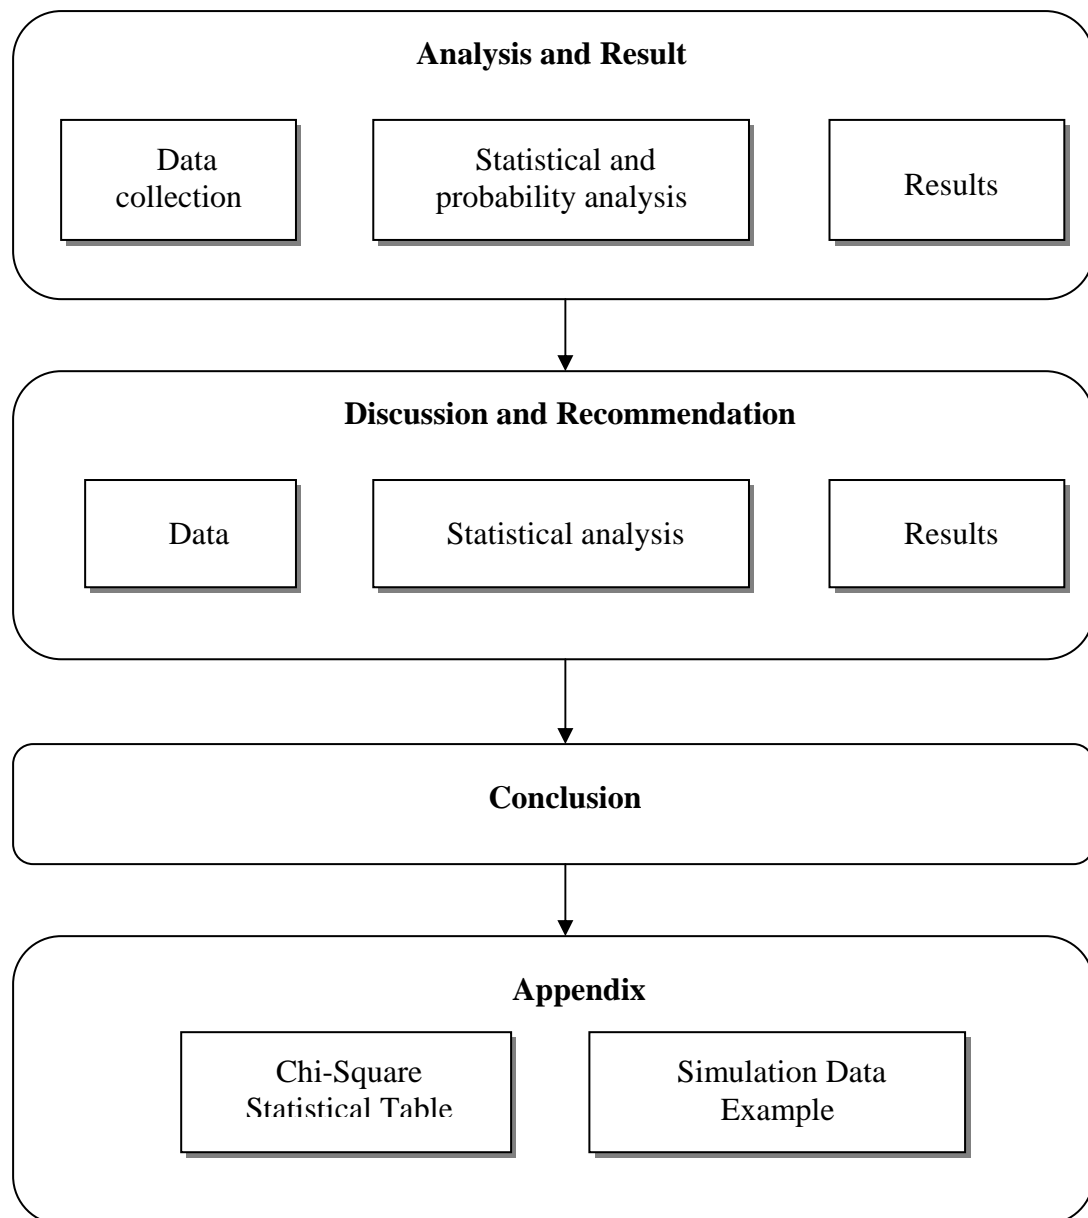 Analysis and Result
Data
collection
Statistical and
probability analysis
Results
Discussion and Recommendation
Data
Statistical analysis
Results
Conclusion
Appendix
Chi-Square
Statistical Table
Simulation Data
Example